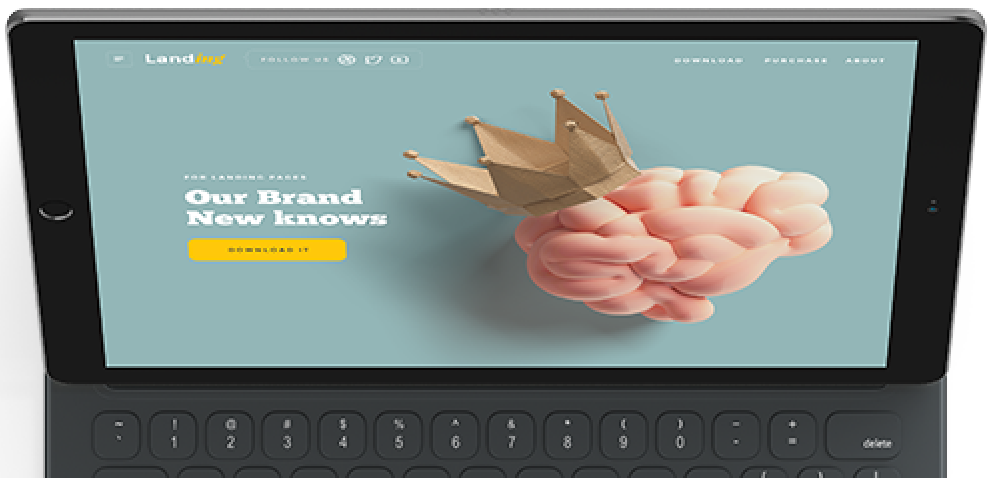 Landing
FOLLOW US
DOWNLOAD PURCHASE ABOUT
FOR LANDING PAGES
Our Brand
New knows
DOWNLOAD IT
~ ! @ # $ % ^ & * ( ) _ +
` 1 2 3 4 5 6 7 8 9 0 - = delete